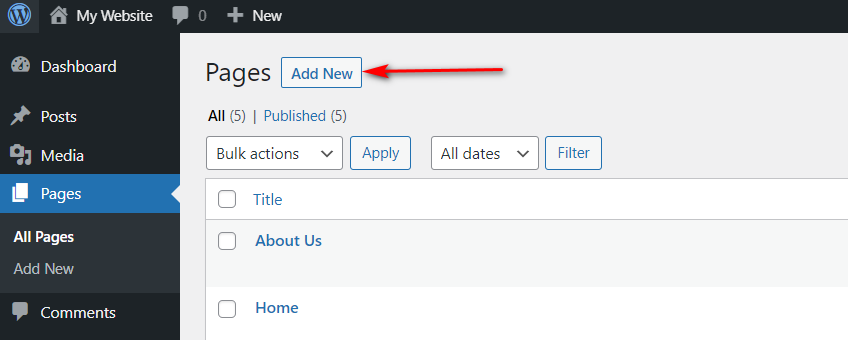 My Website 0 New
Dashboard
Posts
Media
Pages
All Pages
Add New
Comments
Pages Add New
All (5) | Published (5)
Bulk actions Apply All dates Filter
Title
About Us
Home